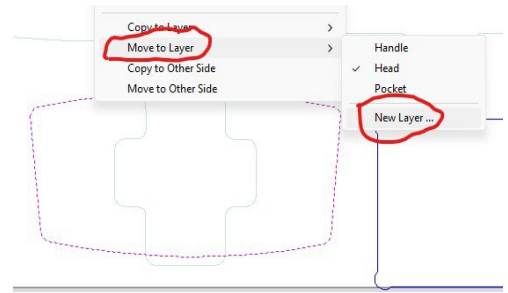 Copy to Layer
Move to Layer
Copy to Other Side
Move to Other Side
Handle
Head
Pocket
New Layer ...